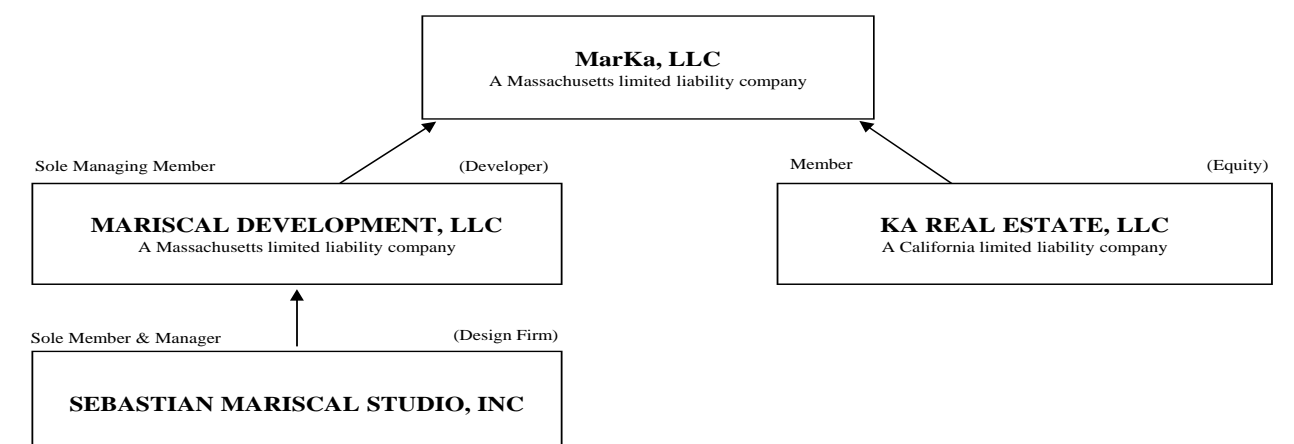 MarKa, LLC
A Massachusetts limited liability company
Sole Managing Member (Developer)
Member (Equity)
MARISCAL DEVELOPMENT, LLC
A Massachusetts limited liability company
KA REAL ESTATE, LLC
A California limited liability company
Sole Member & Manager (Design Firm)
SEBASTIAN MARISCAL STUDIO, INC